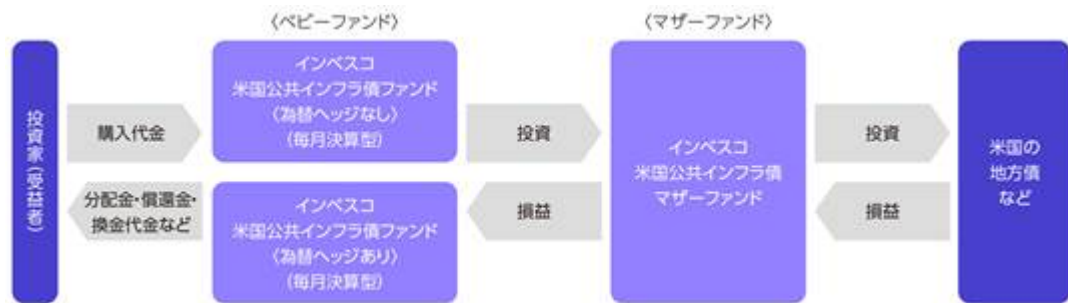 〈ベビーファンド〉
〈マザーファンド〉
投資家(受益者)
購入代金
分配金・償還金・
換金代金など
インベスコ
米国公共インフラ債ファンド
〈為替ヘッジなし〉
(毎月決算型)
インベスコ
米国公共インフラ債ファンド
〈為替ヘッジあり〉
(毎月決算型)
投資
損益
インベスコ
米国公共インフラ債
マザーファンド
投資
損益
米国の
地方債
など